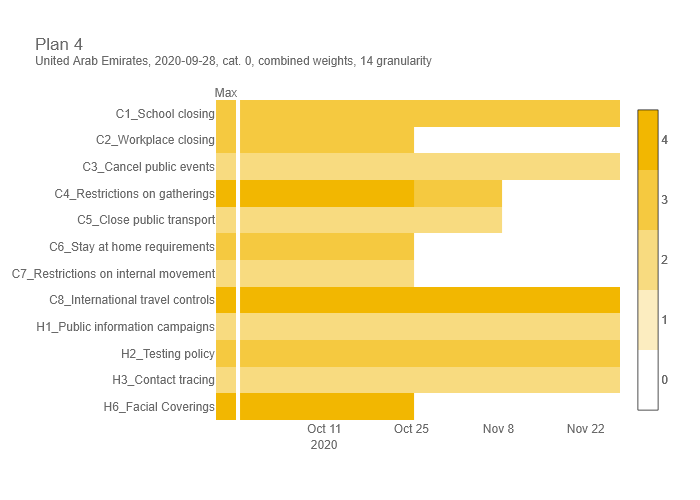 Plan 4
United Arab Emirates, 2020-09-28, cat. 0, combined weights, 14 granularity
Max
C1_School closing
C2_Workplace closing
C3_Cancel public events
C4_Restrictions on gatherings
C5_Close public transport
C6_Stay at home requirements
C7_Restrictions on internal movement
C8_International travel controls
H1_Public information campaigns
H2_Testing policy
H3_Contact tracing
H6_Facial Coverings
Oct 11 Oct 25 Nov 8 Nov 22
2020
4
3
2
1
0